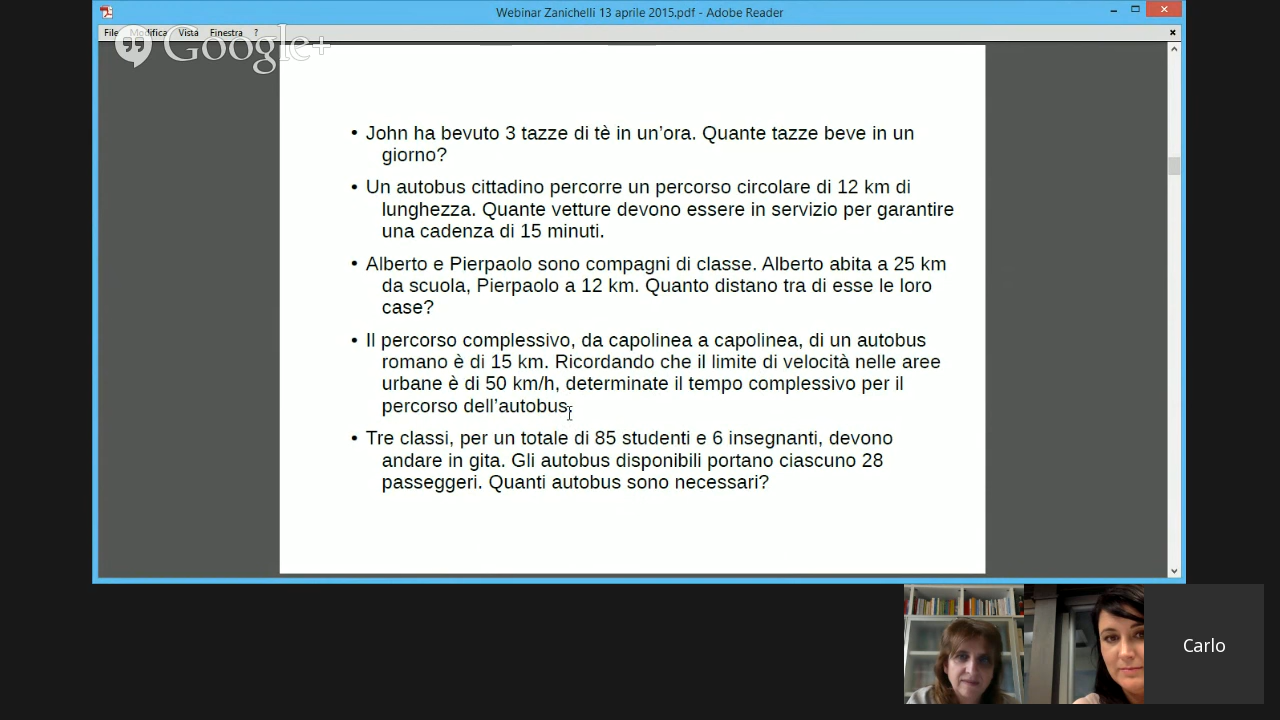 Webinar Zanichelli 13 aprile 2015.pdf - Adobe Reader
File Modifica Vista Finestra ?
Google+
• John ha bevuto 3 tazze di tè in un’ora. Quante tazze beve in un
giorno?
• Un autobus cittadino percorre un percorso circolare di 12 km di
lunghezza. Quante vetture devono essere in servizio per garantire
una cadenza di 15 minuti.
• Alberto e Pierpaolo sono compagni di classe. Alberto abita a 25 km
da scuola, Pierpaolo a 12 km. Quanto distano tra di esse le loro
case?
• Il percorso complessivo, da capolinea a capolinea, di un autobus
romano è di 15 km. Ricordando che il limite di velocità nelle aree
urbane è di 50 km/h, determinate il tempo complessivo per il
percorso dell’autobus.
• Tre classi, per un totale di 85 studenti e 6 insegnanti, devono
andare in gita. Gli autobus disponibili portano ciascuno 28
passeggeri. Quanti autobus sono necessari?
Carlo